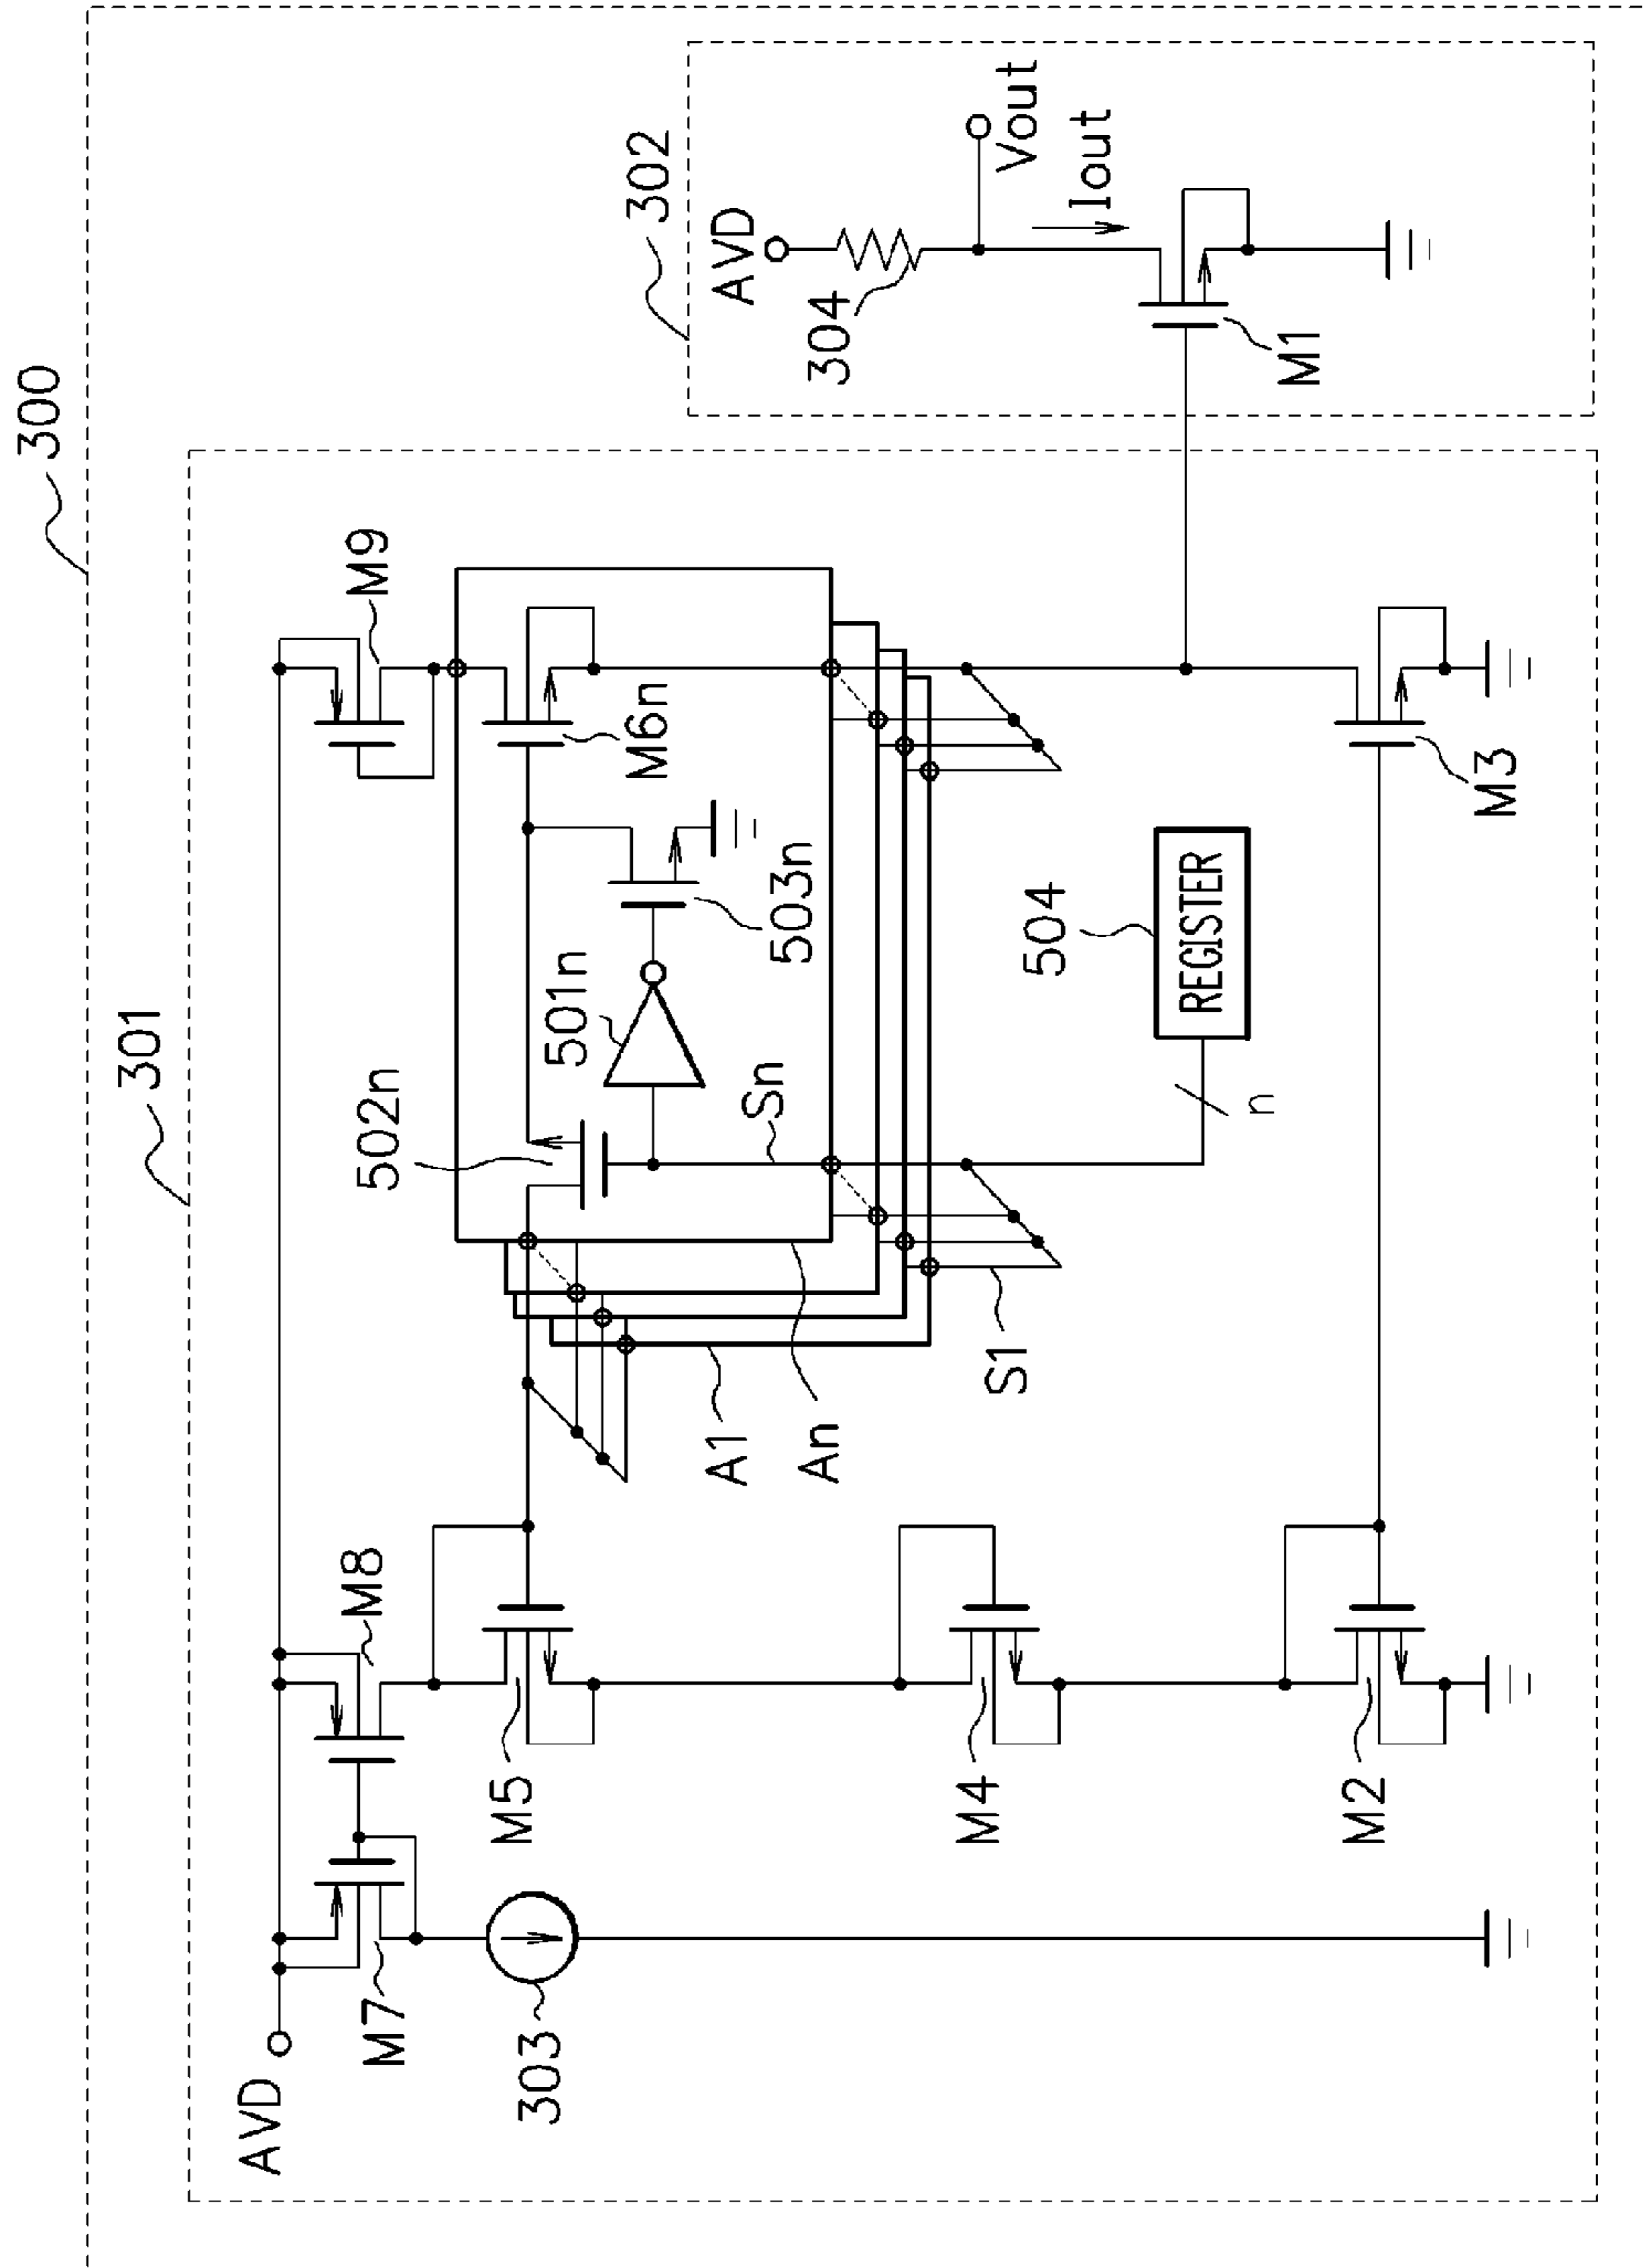 300
301
302
AVD
M7
M8
M9
303
M5
M4
M2
502n
501n
503n
M6n
Sn
A1
An
S1
504
REGISTER
n
M3
AVD
304
Vout
Iout
M1